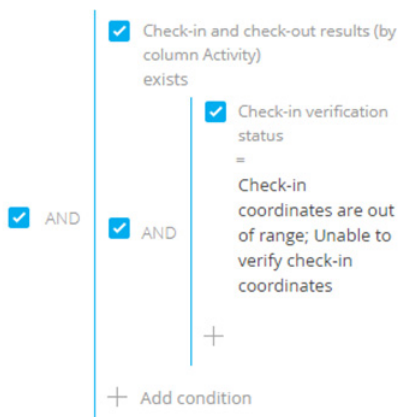 Check-in and check-out results (by
column Activity)
exists
Check-in verification
status
=
Check-in
coordinates are out
of range; Unable to
verify check-in
coordinates
AND
AND
+
+ Add condition